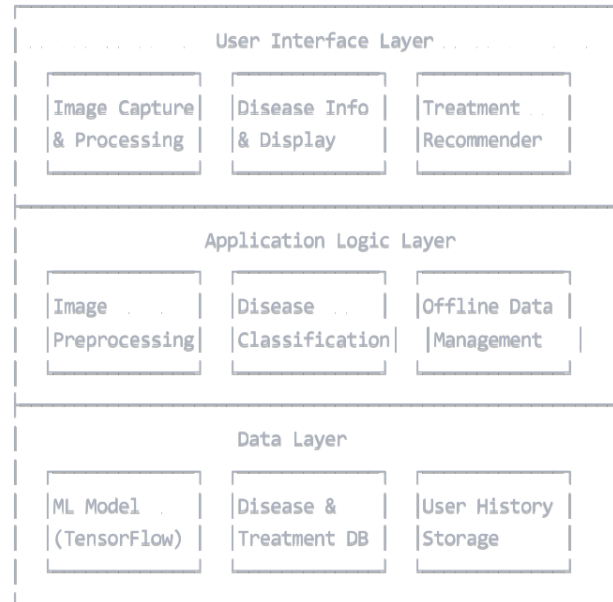 User Interface Layer
Image Capture Disease Info Treatment
& Processing & Display Recommender
Application Logic Layer
Image Disease Offline Data
Preprocessing Classification Management
Data Layer
ML Model Disease & User History
(TensorFlow) Treatment DB Storage